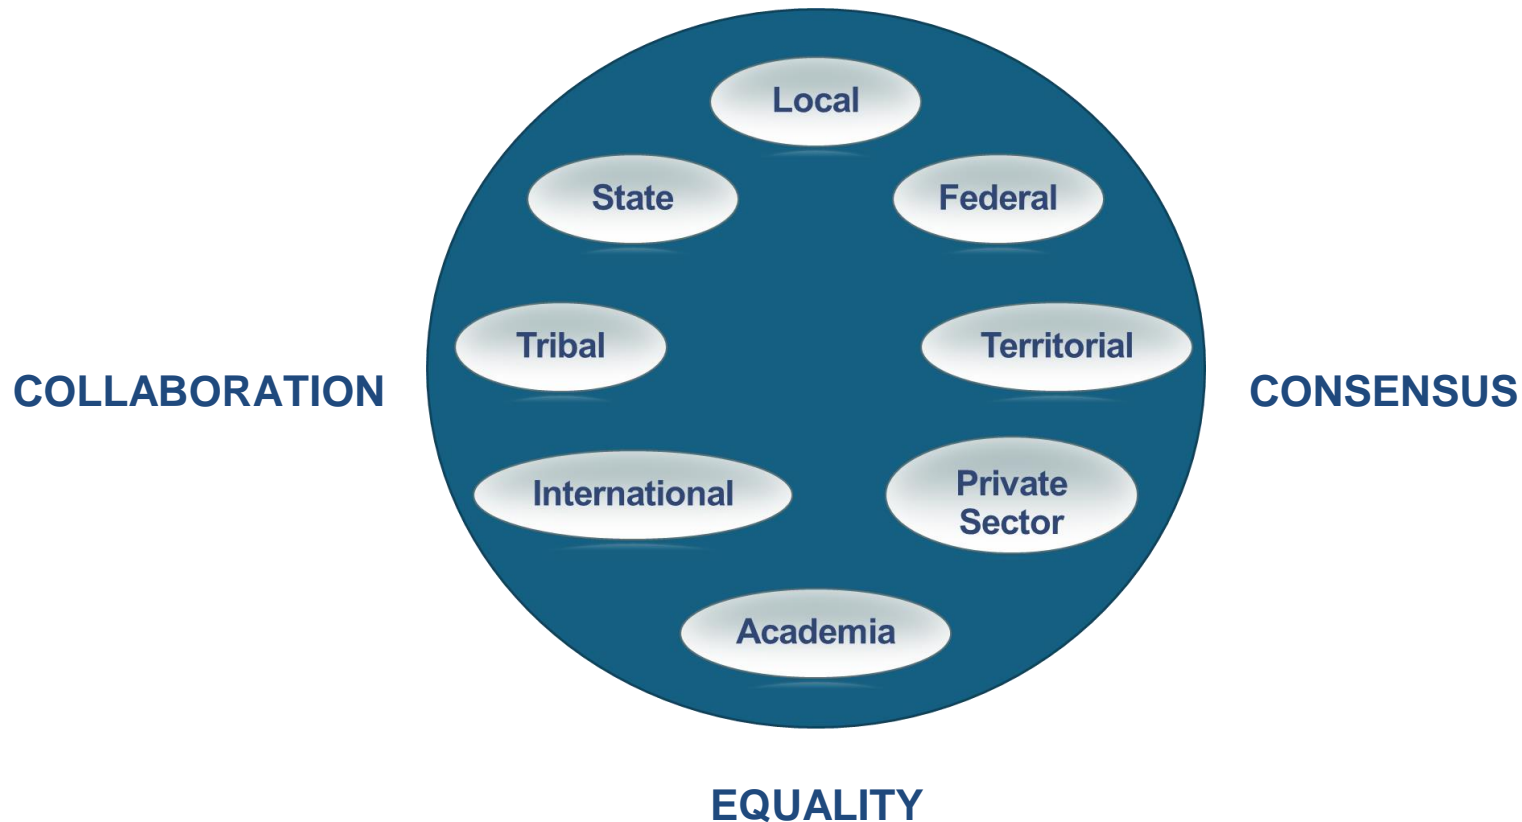 Local
State
Federal
Tribal
Territorial
COLLABORATION
CONSENSUS
International
Private
Sector
Academia
EQUALITY